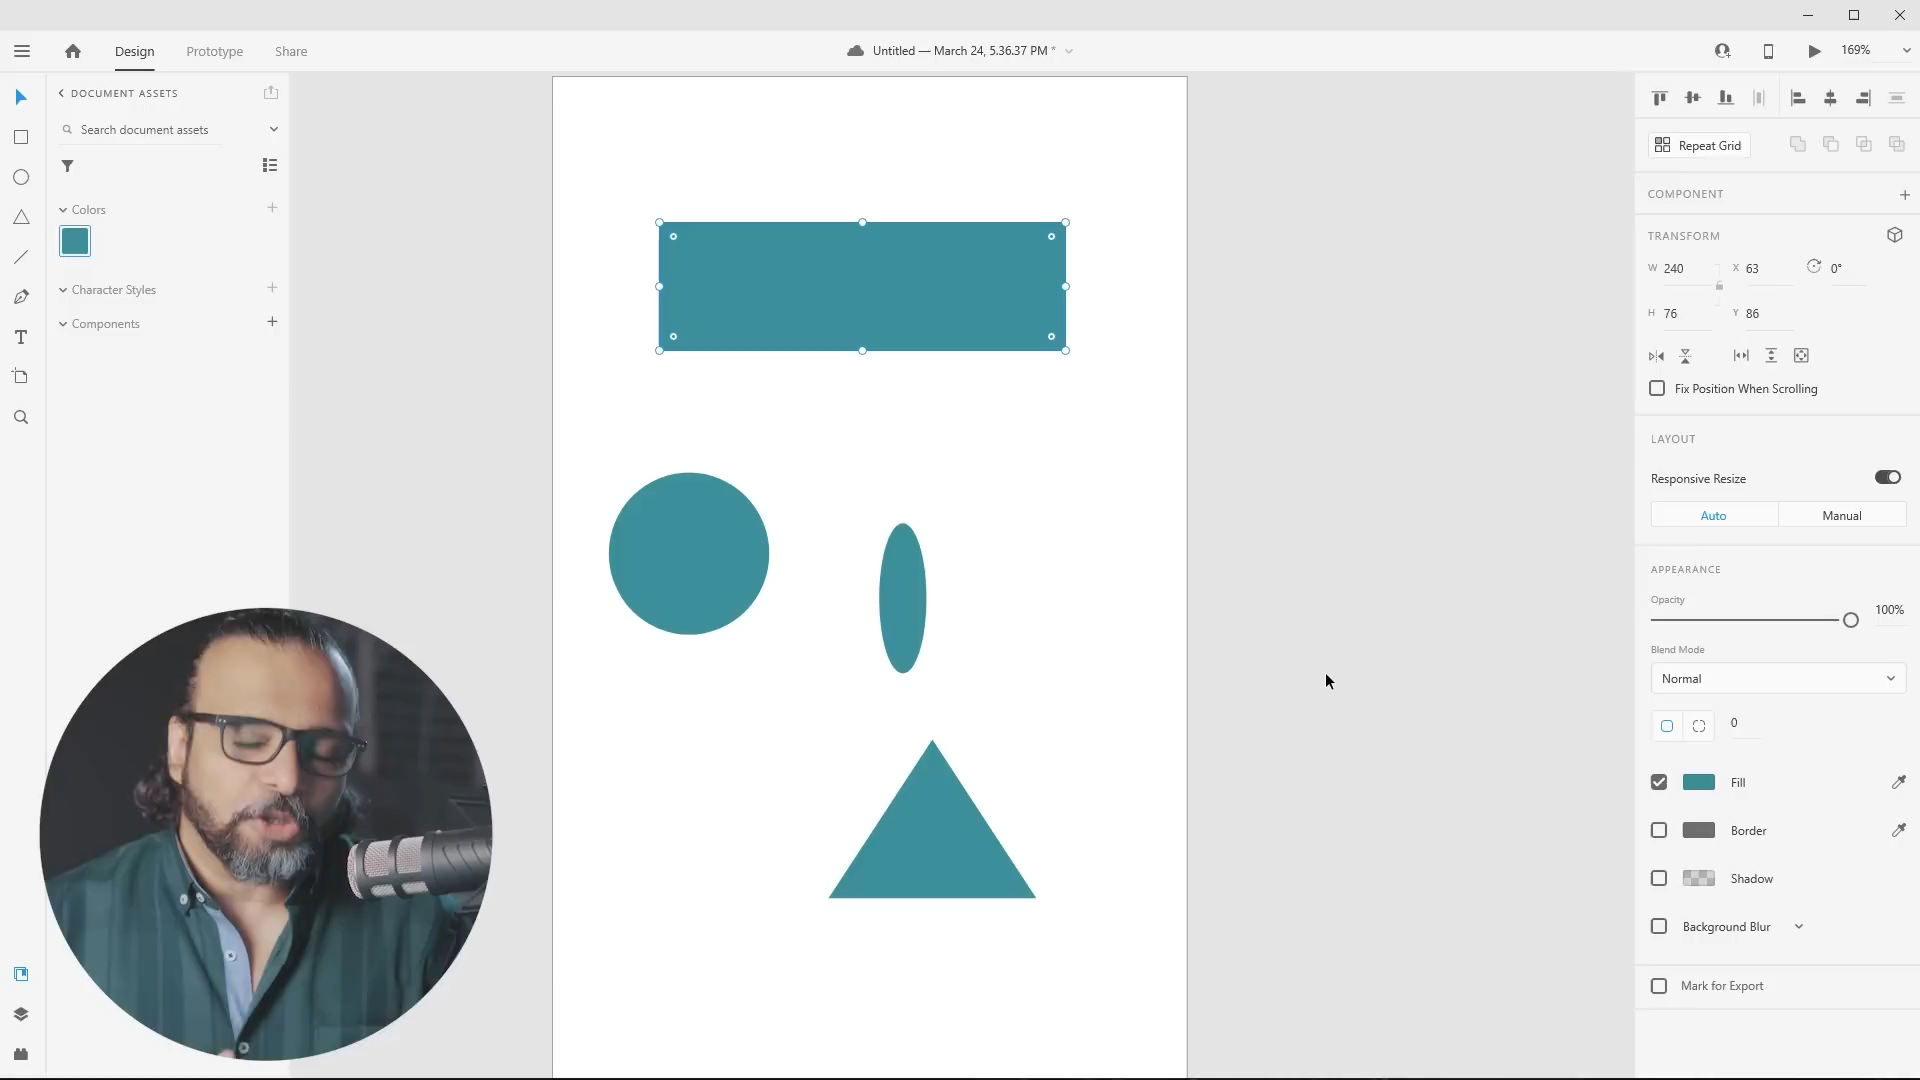 Design Prototype Share
Untitled — March 24, 5.36.37 PM *
169%
DOCUMENT ASSETS
Search document assets
Colors
Character Styles
Components
Repeat Grid
COMPONENT
TRANSFORM
W 240 X 63 0°
H 76 Y 86
Fix Position When Scrolling
LAYOUT
Responsive Resize
Auto Manual
APPEARANCE
Opacity
100%
Blend Mode
Normal
0
Fill
Border
Shadow
Background Blur
Mark for Export